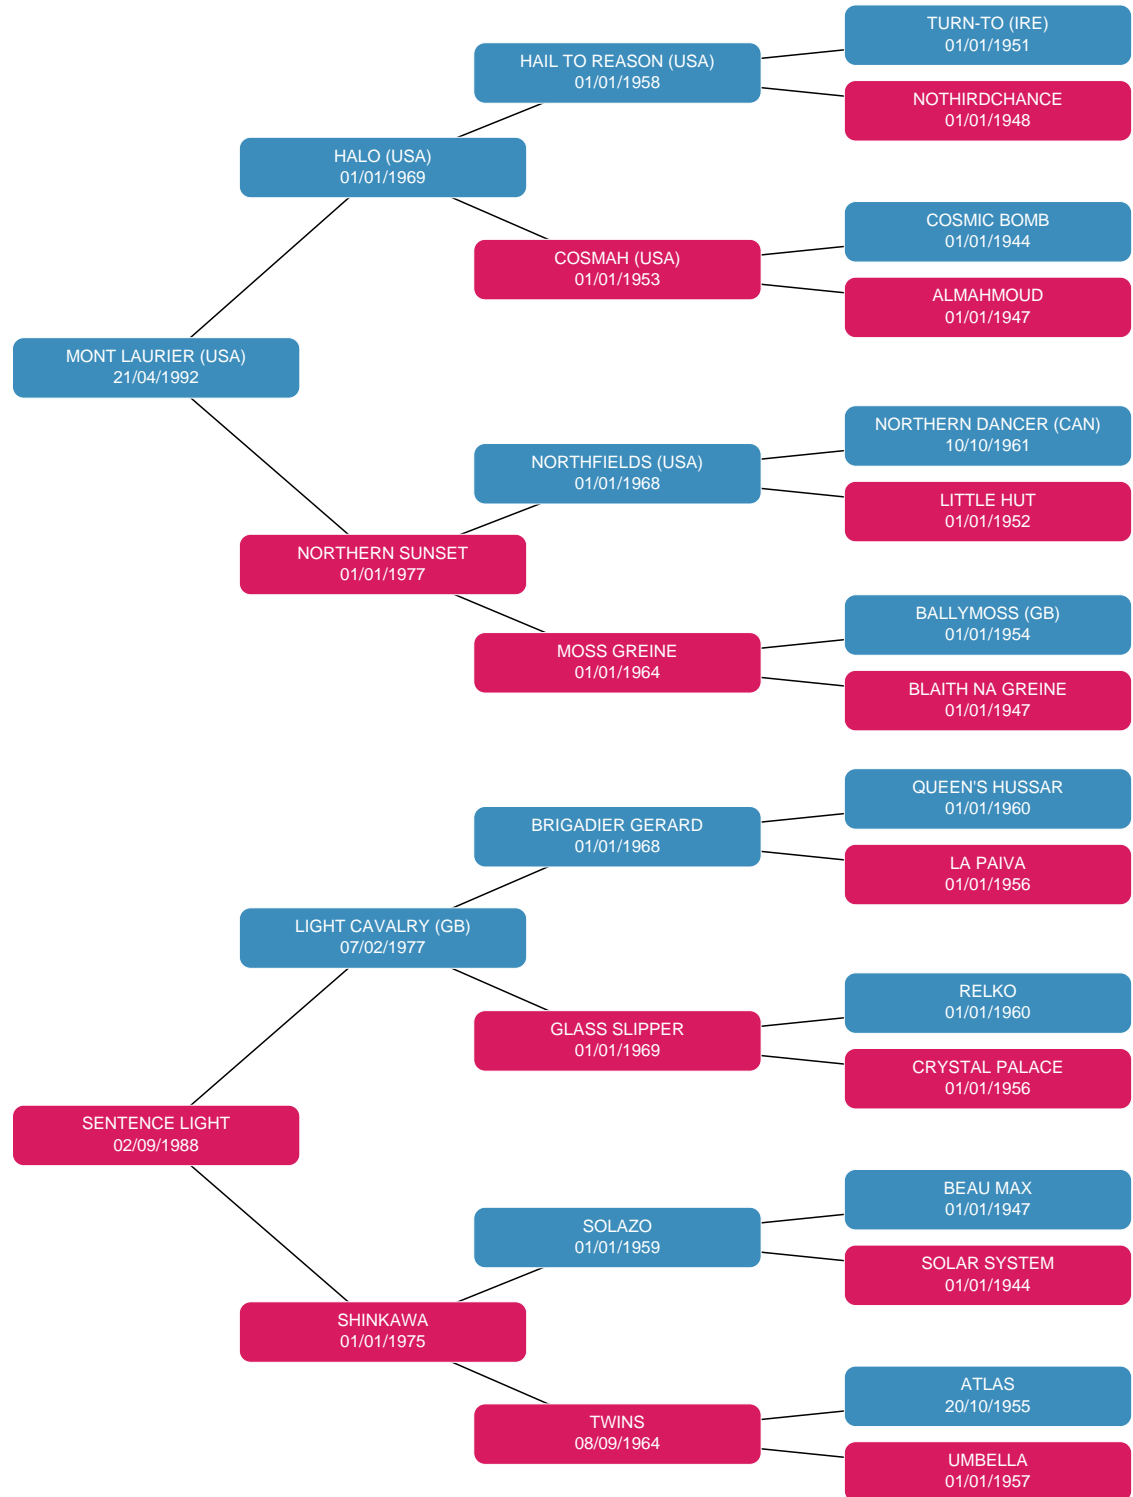 TURN-TO (IRE)
01/01/1951
HAIL TO REASON (USA)
01/01/1958
NOTHIRDCHANCE
01/01/1948
HALO (USA)
01/01/1969
COSMIC BOMB
01/01/1944
COSMAH (USA)
01/01/1953
ALMAHMOUD
01/01/1947
MONT LAURIER (USA)
21/04/1992
NORTHERN DANCER (CAN)
10/10/1961
NORTHFIELDS (USA)
01/01/1968
LITTLE HUT
01/01/1952
NORTHERN SUNSET
01/01/1977
BALLYMOSS (GB)
01/01/1954
MOSS GREINE
01/01/1964
BLAITH NA GREINE
01/01/1947
QUEEN'S HUSSAR
01/01/1960
BRIGADIER GERARD
01/01/1968
LA PAIVA
01/01/1956
LIGHT CAVALRY (GB)
07/02/1977
RELKO
01/01/1960
GLASS SLIPPER
01/01/1969
CRYSTAL PALACE
01/01/1956
SENTENCE LIGHT
02/09/1988
BEAU MAX
01/01/1947
SOLAZO
01/01/1959
SOLAR SYSTEM
01/01/1944
SHINKAWA
01/01/1975
ATLAS
20/10/1955
TWINS
08/09/1964
UMBELLA
01/01/1957